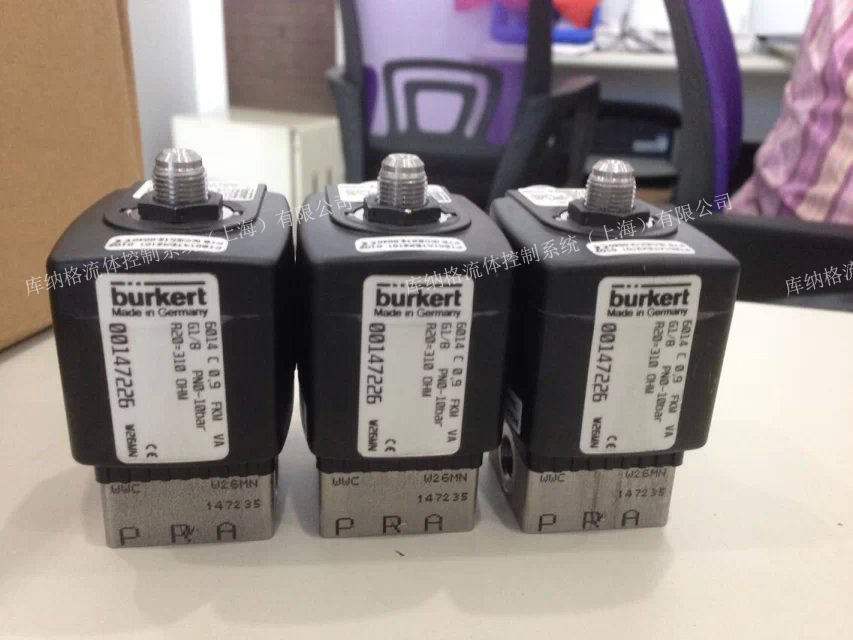 库纳格流体控制系统（上海）有限公司
库纳格流体控制系统（上海）有限公司
库纳格
burkert
Made in Germany
00147226
6014 C 0,9 FKM VA
G1/8 PN0-10bar
R20=310 OHM
W26MN
CE
WWC W26MN
147235
P R A
burkert
Made in Germany
00147226
6014 C 0,9 FKM VA
G1/8 PN0-10bar
R20=310 OHM
W26MN
CE
WWC W26MN
147235
P R A
burkert
Made in Germany
00147226
6014 C 0,9 FKM VA
G1/8 PN0-10bar
R20=310 OHM
W26MN
CE
WWC W26MN
147235
P R A